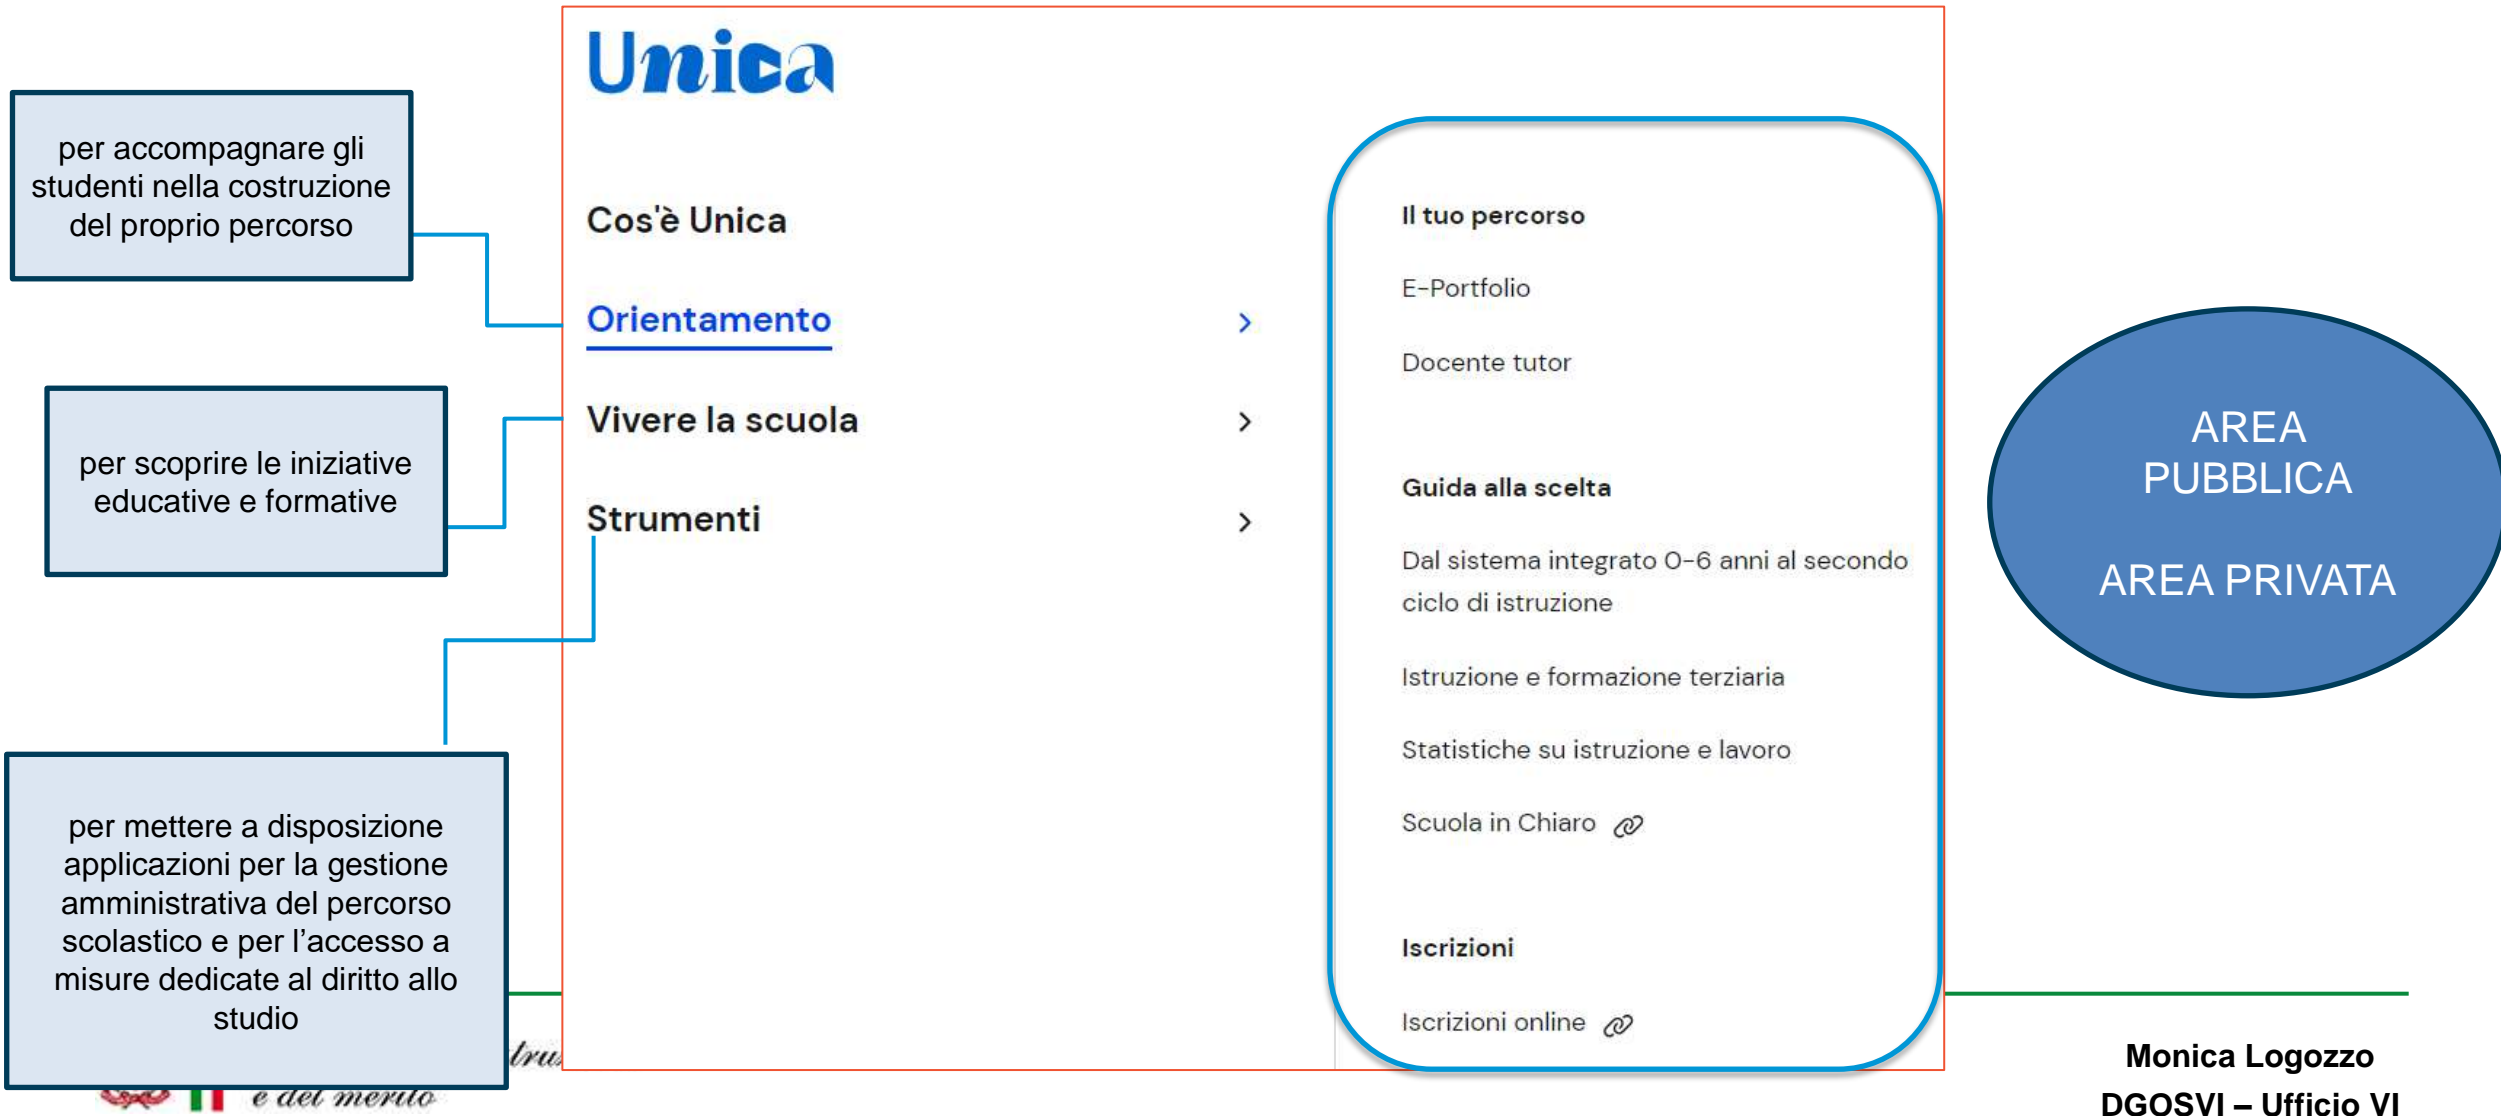 Unica
per accompagnare gli
studenti nella costruzione
del proprio percorso
per scoprire le iniziative
educative e formative
per mettere a disposizione
applicazioni per la gestione
amministrativa del percorso
scolastico e per l’accesso a
misure dedicate al diritto allo
studio
Cos'è Unica
Orientamento
Vivere la scuola
Strumenti
Il tuo percorso
E-Portfolio
Docente tutor
Guida alla scelta
Dal sistema integrato 0-6 anni al secondo
ciclo di istruzione
Istruzione e formazione terziaria
Statistiche su istruzione e lavoro
Scuola in Chiaro
Iscrizioni
Iscrizioni online
AREA
PUBBLICA
AREA PRIVATA
e del merito
Monica Logozzo
DGOSVI – Ufficio VI